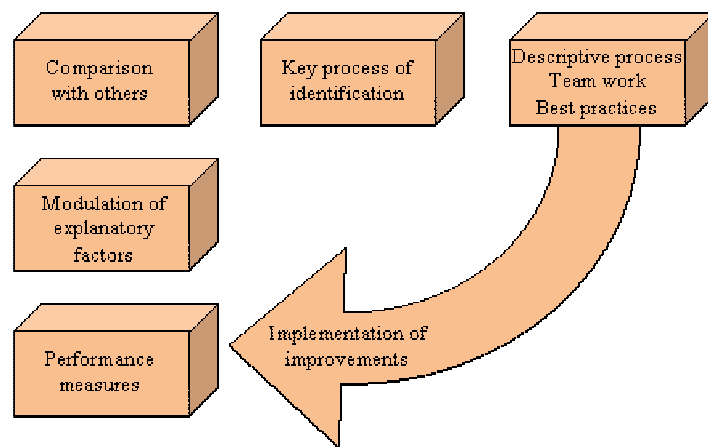 Comparison
with others
Key process of
identification
Descriptive process
Team work
Best practices
Modulation of
explanatory
factors
Implementation of
improvements
Performance
measures